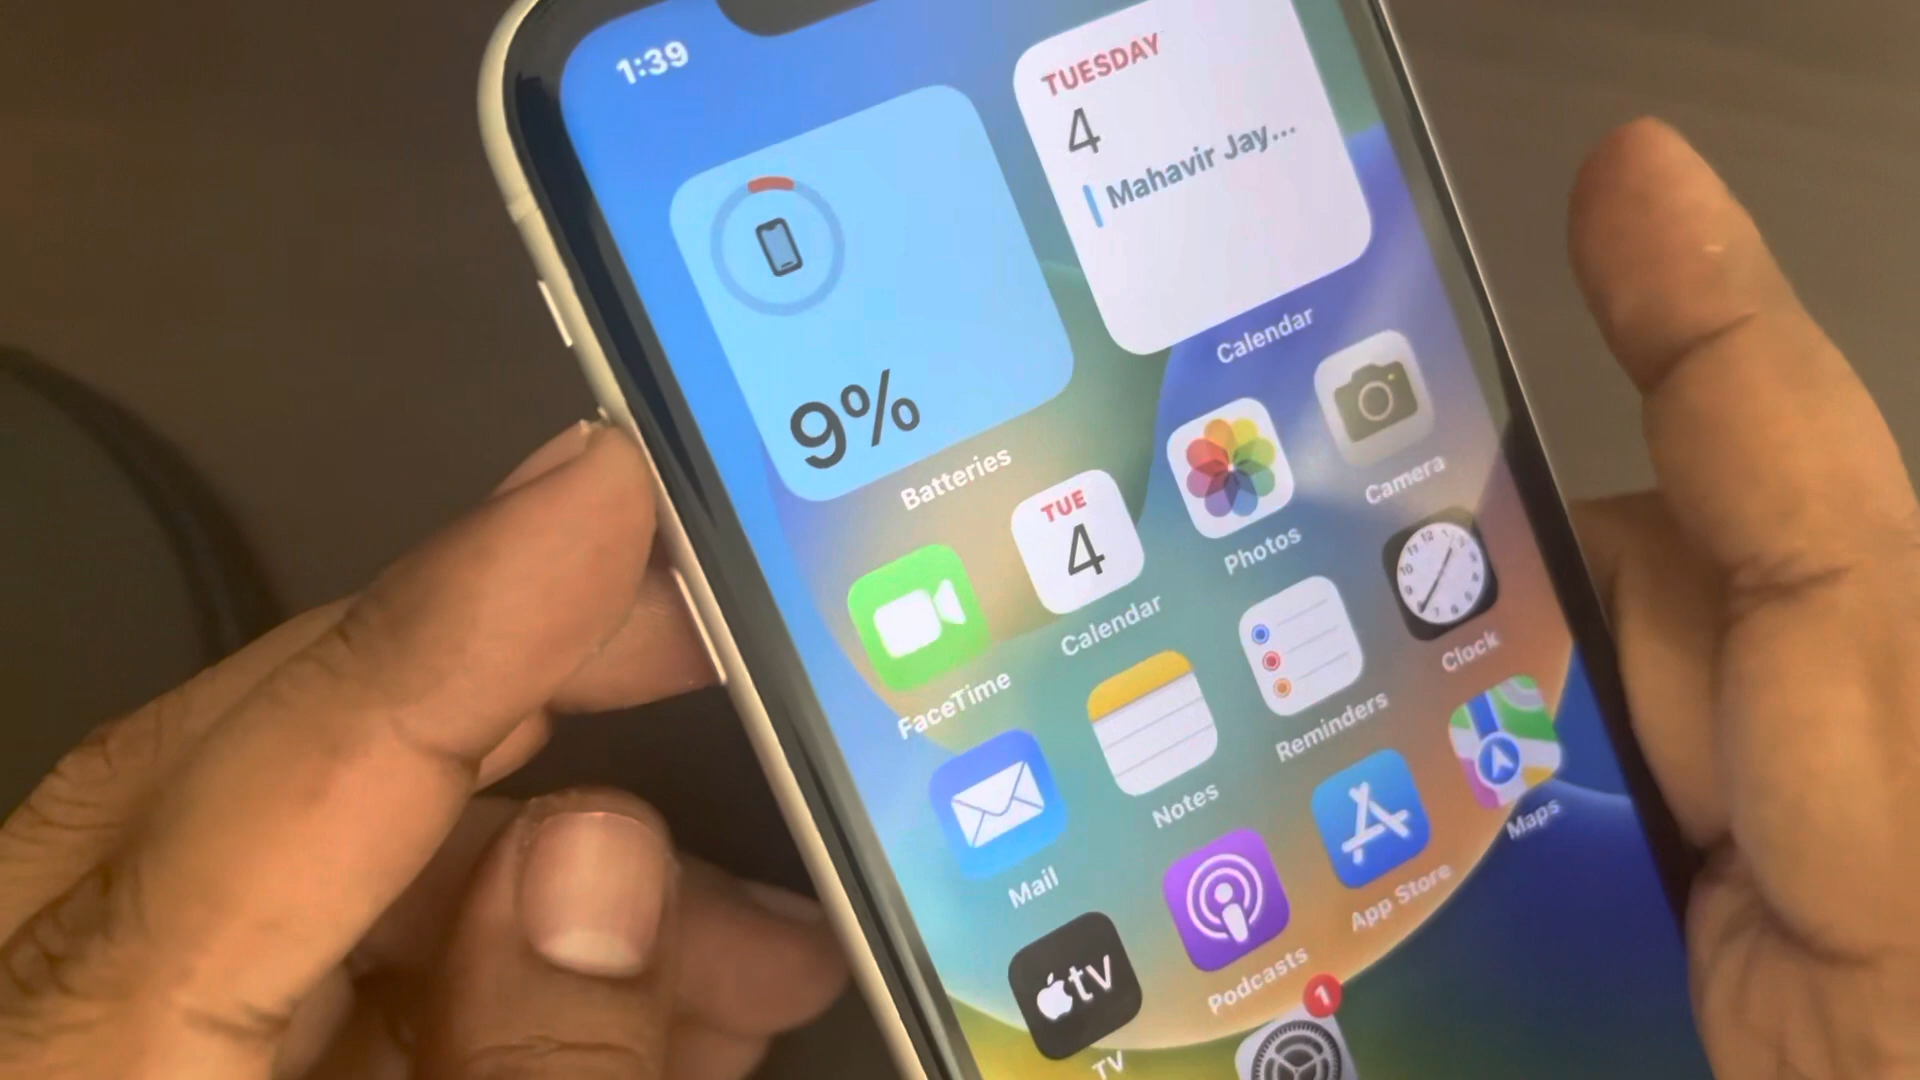 1:39
TUESDAY
4
Mahavir Jay...
9%
Batteries
Calendar
FaceTime
TUE
4
Calendar
Photos
Camera
Mail
Notes
Reminders
Clock
tv
TV
Podcasts
App Store
Maps
1